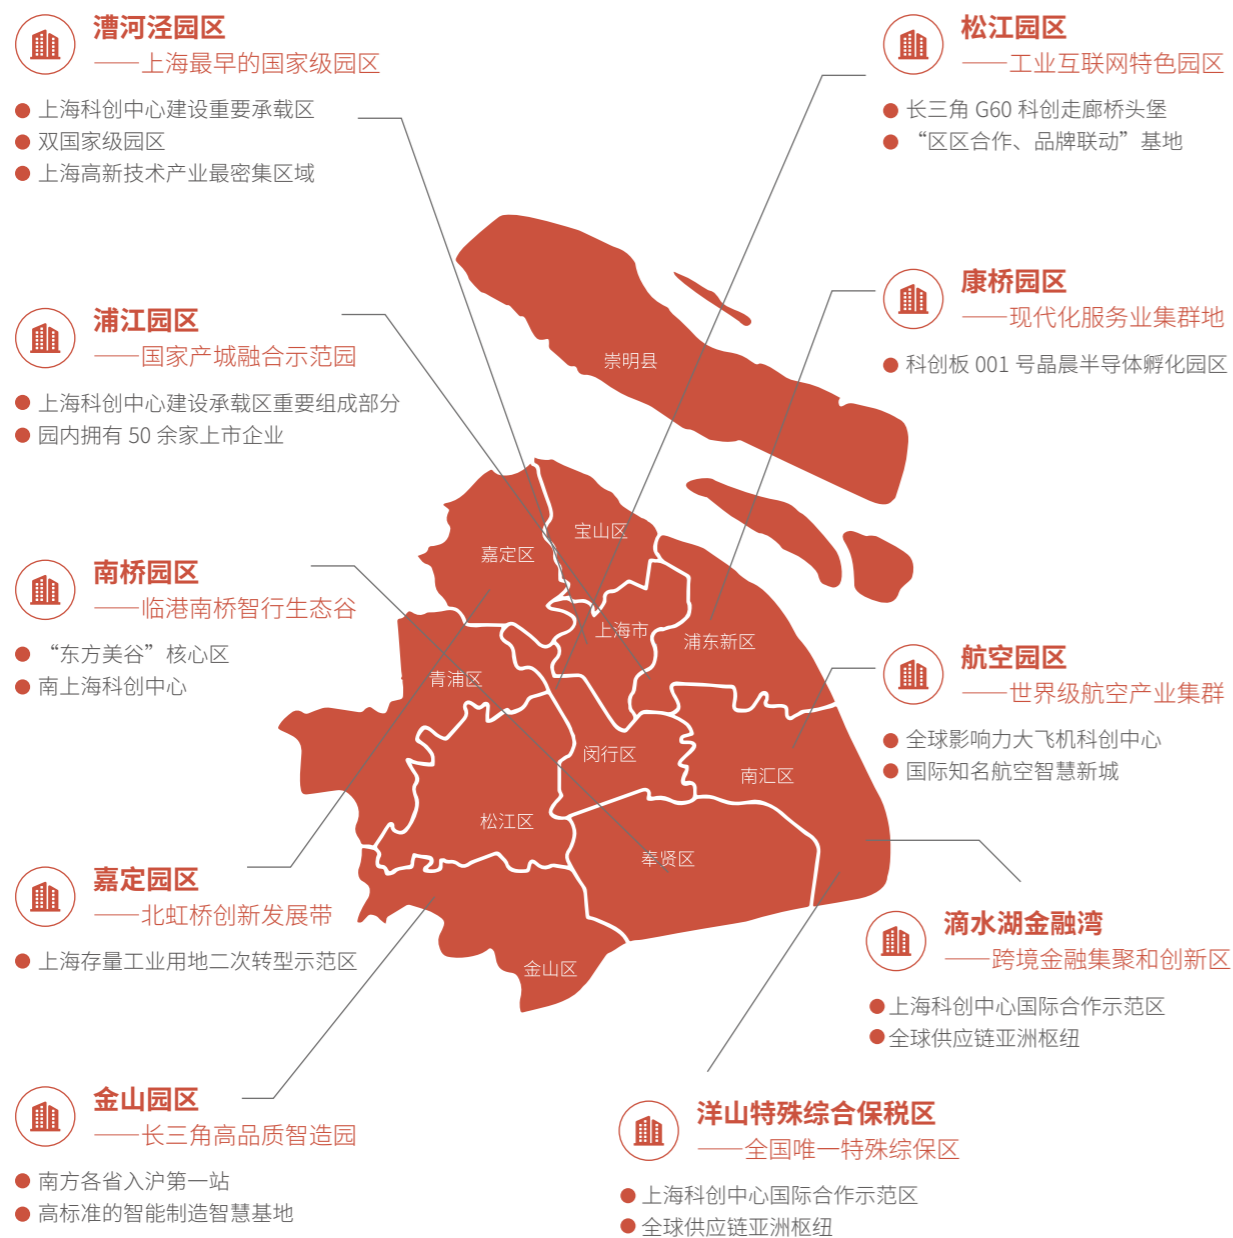 漕河泾园区
——上海最早的国家级园区
上海科创中心建设重要承载区
双国家级园区
上海高新技术产业最密集区域
松江园区
——工业互联网特色园区
长三角 G60 科创走廊桥头堡
“区区合作、品牌联动”基地
浦江园区
——国家产城融合示范园
上海科创中心建设承载区重要组成部分
园内拥有 50 余家上市企业
康桥园区
——现代化服务业集群地
科创板 001 号晶晨半导体孵化园区
南桥园区
——临港南桥智行生态谷
“东方美谷”核心区
南上海科创中心
航空园区
——世界级航空产业集群
全球影响力大飞机科创中心
国际知名航空智慧新城
嘉定园区
——北虹桥创新发展带
上海存量工业用地二次转型示范区
滴水湖金融湾
——跨境金融集聚和创新区
上海科创中心国际合作示范区
全球供应链亚洲枢纽
金山园区
——长三角高品质智造园
南方各省入沪第一站
高标准的智能制造智慧基地
洋山特殊综合保税区
——全国唯一特殊综保区
上海科创中心国际合作示范区
全球供应链亚洲枢纽
崇明县
宝山区
嘉定区
上海市
浦东新区
青浦区
闵行区
南汇区
松江区
奉贤区
金山区